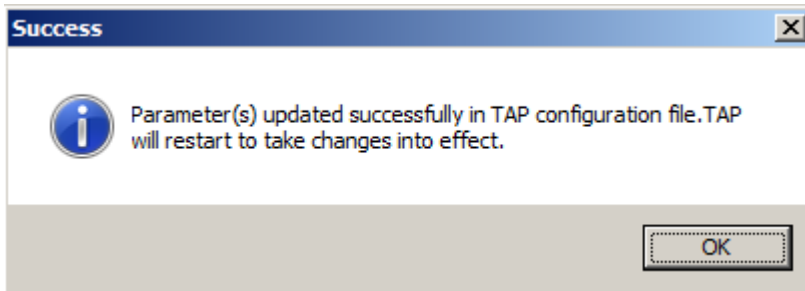 Success
Parameter(s) updated successfully in TAP configuration file.TAP
will restart to take changes into effect.
OK